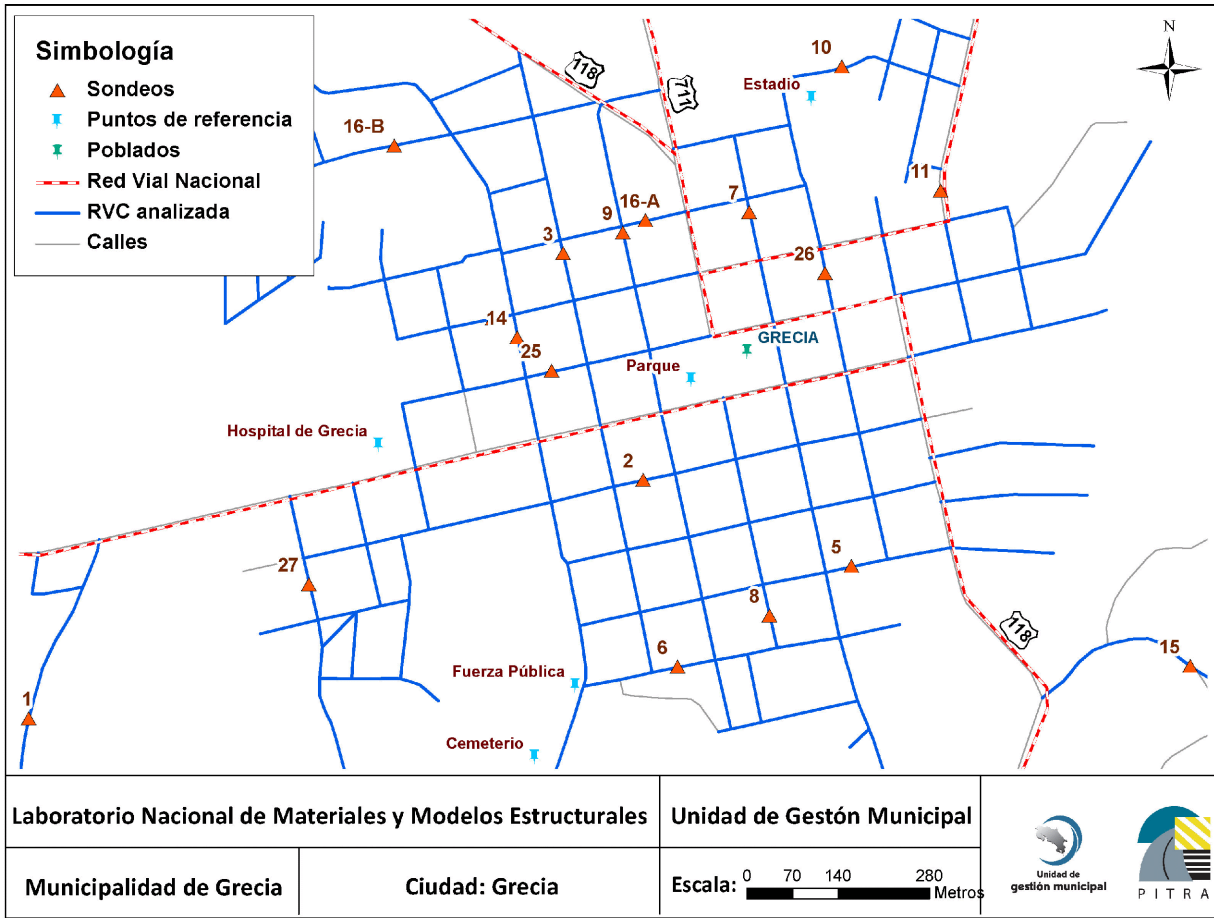 Simbología
Sondeos
Puntos de referencia
Poblados
Red Vial Nacional
RVC analizada
Calles
118
711
10
N
Estadio
16-B
11
16-A
7
9
3
26
14
25
GRECIA
Parque
Hospital de Grecia
2
27
5
8
118
6
15
Fuerza Pública
1
Cemeterio
Laboratorio Nacional de Materiales y Modelos Estructurales
Unidad de Gestón Municipal
Municipalidad de Grecia
Ciudad: Grecia
Escala:
0 70 140 280
Metros
Unidad de
gestión municipal
PITRA